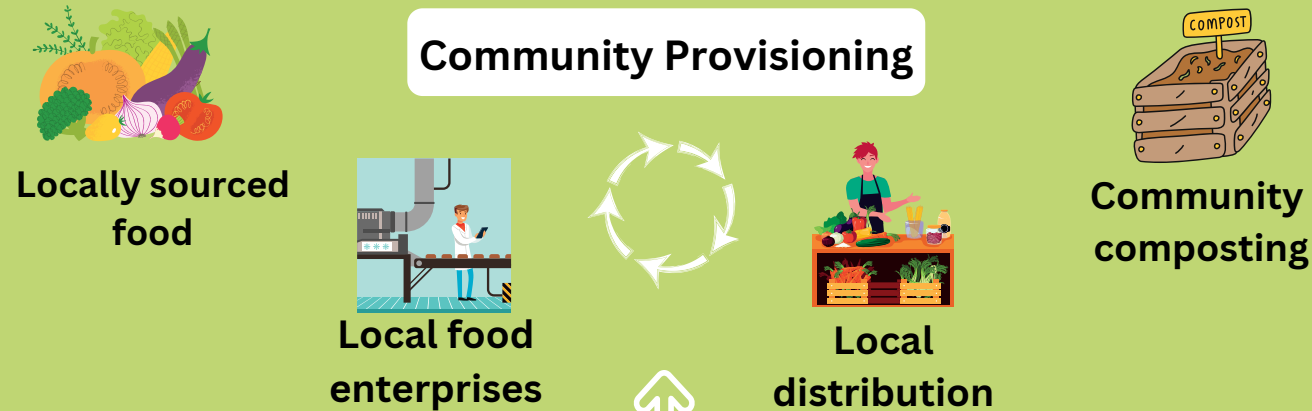 Community Provisioning
COMPOST
Locally sourced
food
Community
composting
Local food
enterprises
Local
distribution